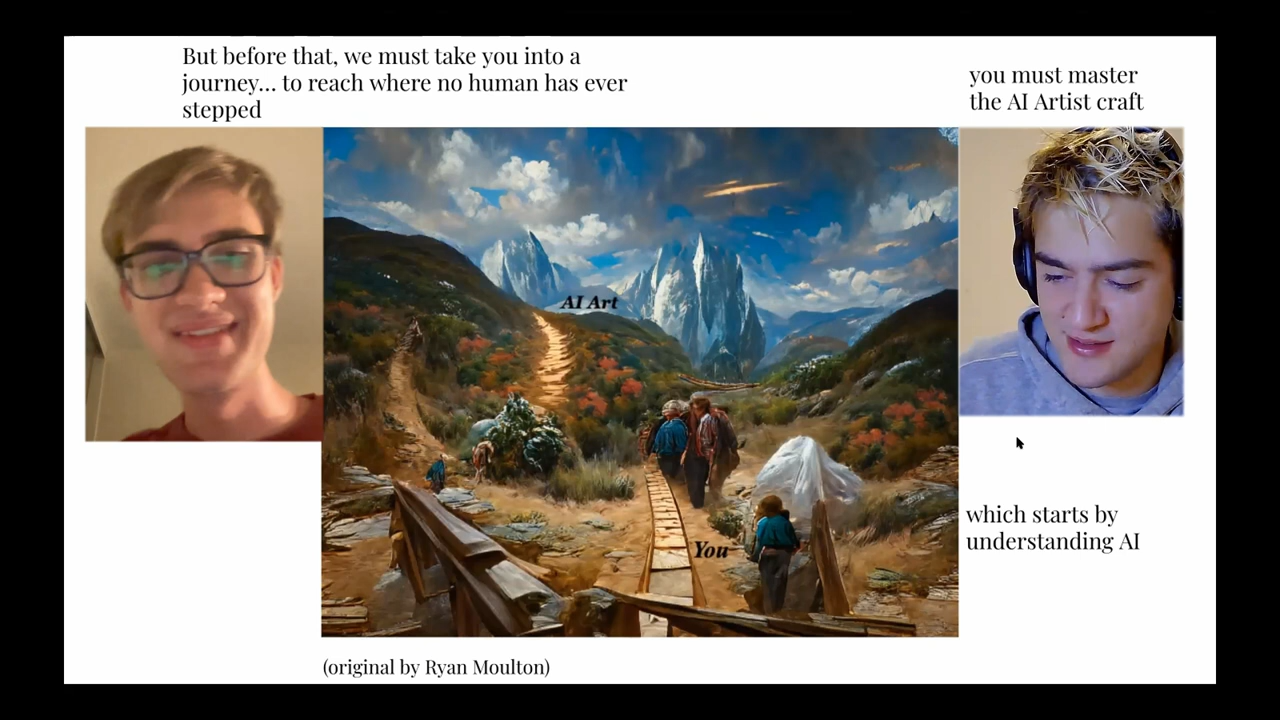 But before that, we must take you into a
journey... to reach where no human has ever
stepped
you must master
the AI Artist craft
AI Art
You
which starts by
understanding AI
(original by Ryan Moulton)